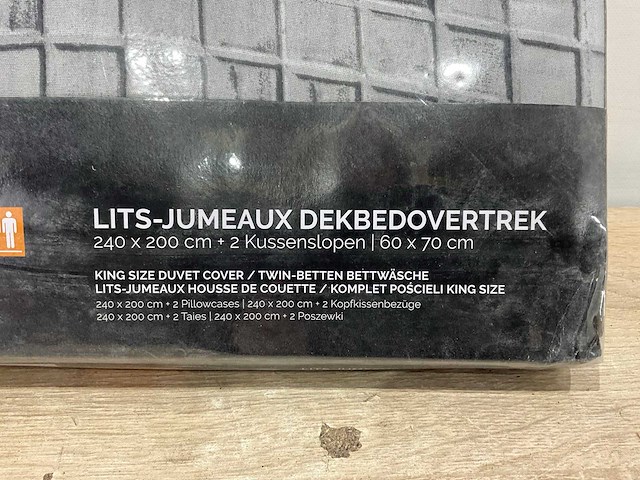 LITS-JUMEAUX DEKBEDOVERTREK
240 x 200 cm + 2 Kussenslopen | 60 x 70 cm
KING SIZE DUVET COVER / TWIN-BETTEN BETTWÄSCHE
LITS-JUMEAUX HOUSSE DE COUETTE / KOMPLET POŚCIELI KING SIZE
240 x 200 cm + 2 Pillowcases | 240 x 200 cm + 2 Kopfkissenbezüge
240 x 200 cm + 2 Taies | 240 x 200 cm + 2 Poszewki